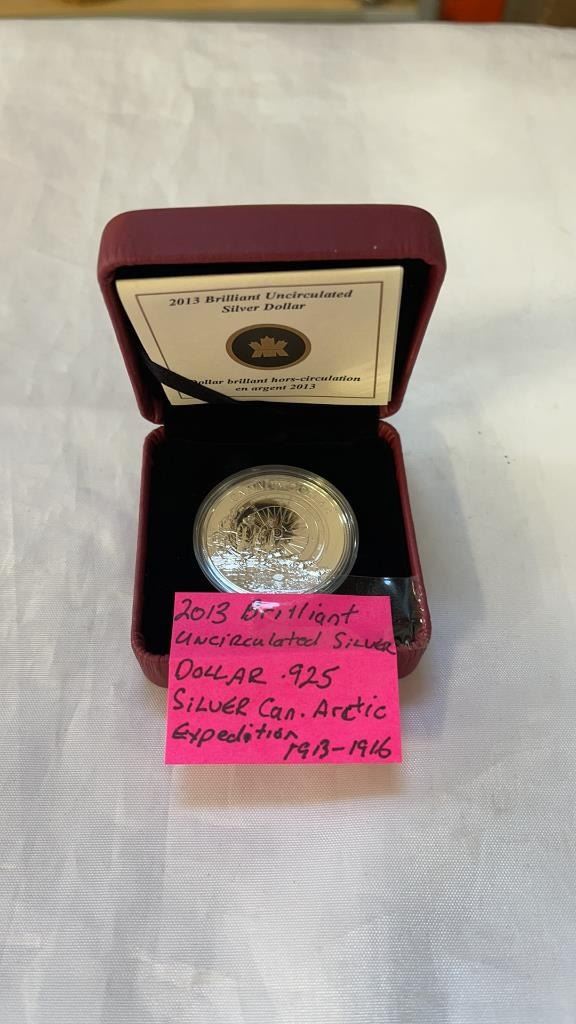 2013 Brilliant Uncirculated
Silver Dollar
Dollar brillant hors-circulation
en argent 2013
CANADA
2013 Brilliant
UNCirculated SILVER
DOLLAR .925
SILVER Can. Arctic
Expedition
1913-1916